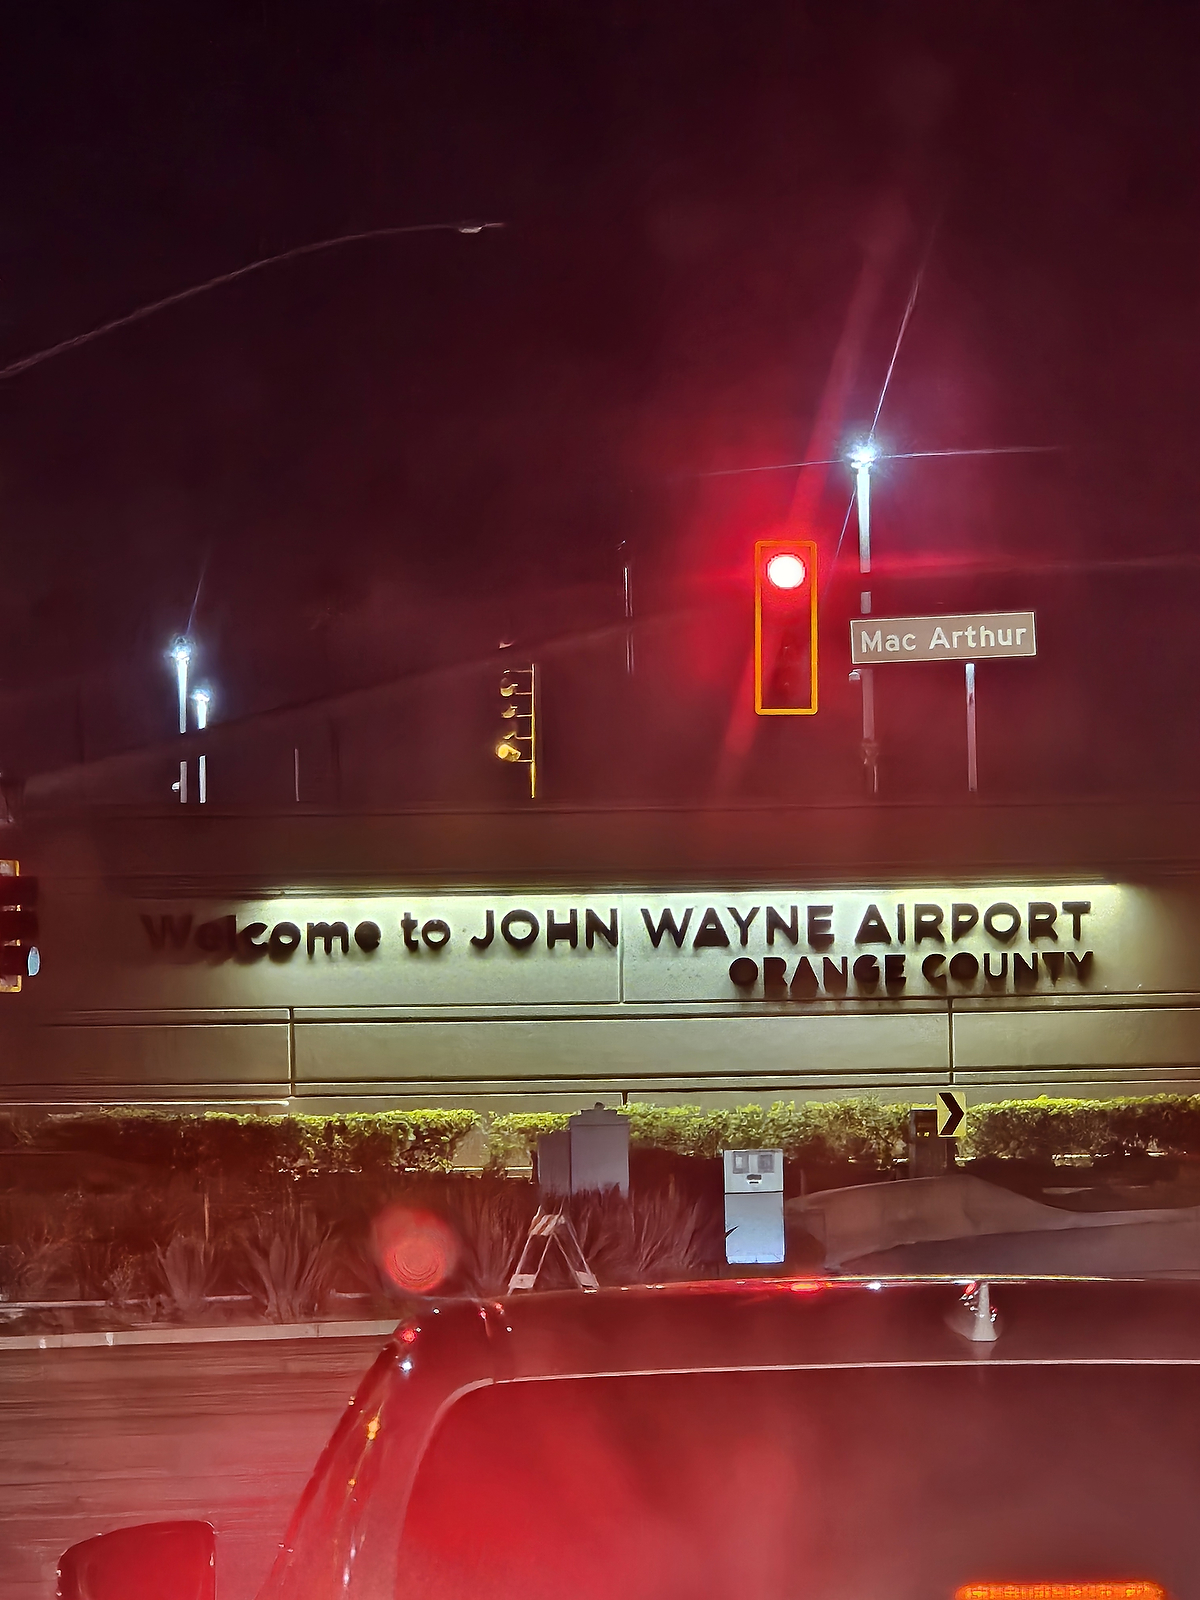 Mac Arthur
Welcome to JOHN WAYNE AIRPORT
ORANGE COUNTY